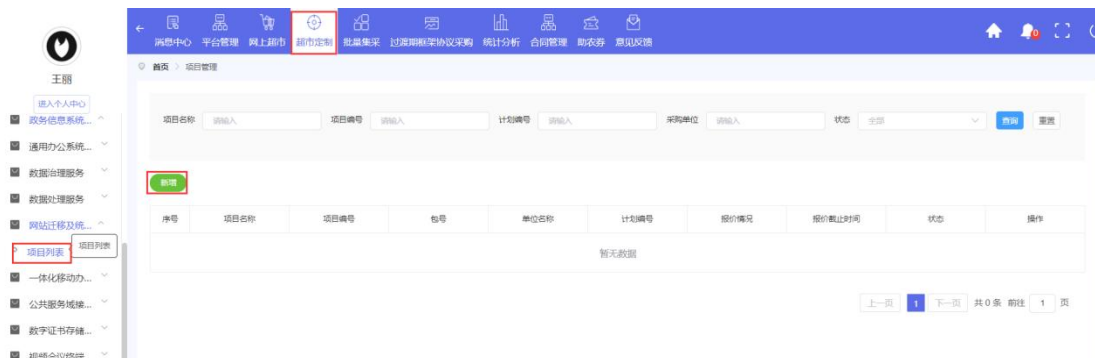 消息中心 平台管理 网上超市 超市定制 批量集采 过渡期框架协议采购 统计分析 合同管理 助农券 意见反馈
首页 > 项目管理
王丽
进入个人中心
政务信息系统...
通用办公系统...
数据治理服务
数据处理服务
网站迁移及统...
项目列表
项目列表
一体化移动办...
公共服务域接...
数字证书存储...
视频会议终端
项目名称 请输入 项目编号 请输入 计划编号 请输入 采购单位 请输入 状态 全部 查询 重置
新增
序号 项目名称 项目编号 包号 单位名称 计划编号 报价情况 报价截止时间 状态 操作
暂无数据
上一页 1 下一页 共 0 条 前往 1 页